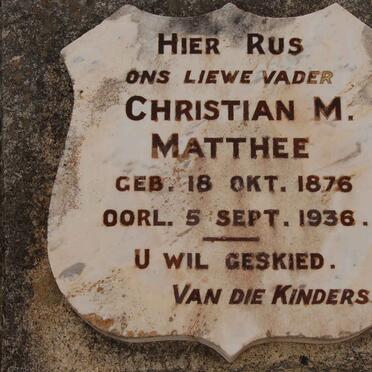 HIER RUS
ONS LIEWE VADER
CHRISTIAN M.
MATTHEE
GEB. 18 OKT. 1876
OORL. 5 SEPT. 1936.
U WIL GESKIED.
VAN DIE KINDERS